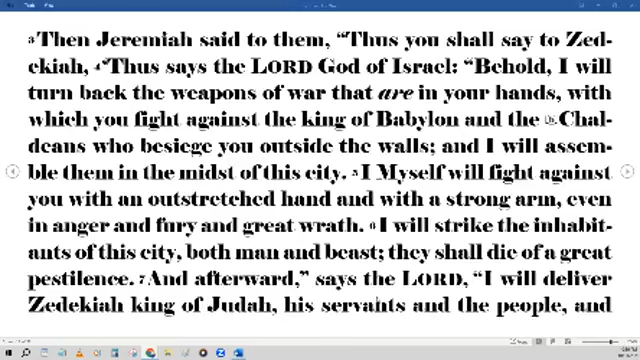 3 Then Jeremiah said to them, “Thus you shall say to Zed-
ekiah, 4 ‘Thus says the LORD God of Israel: “Behold, I will
turn back the weapons of war that are in your hands, with
which you fight against the king of Babylon and the Chal-
deans who besiege you outside the walls; and I will assem-
ble them in the midst of this city. 5 I Myself will fight against
you with an outstretched hand and with a strong arm, even
in anger and fury and great wrath. 6 I will strike the inhabit-
ants of this city, both man and beast; they shall die of a great
pestilence. 7 And afterward,” says the LORD, “I will deliver
Zedekiah king of Judah, his servants and the people, and